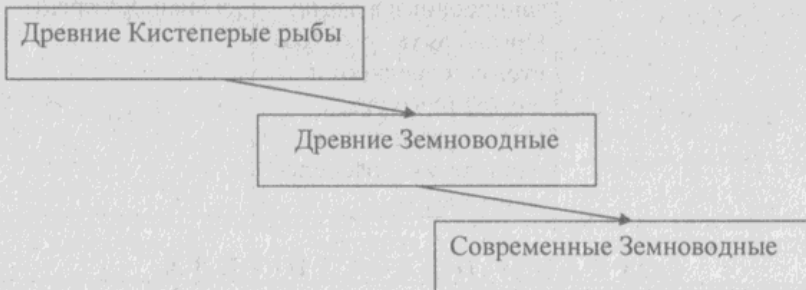 Древние Кистеперые рыбы
Древние Земноводные
Современные Земноводные